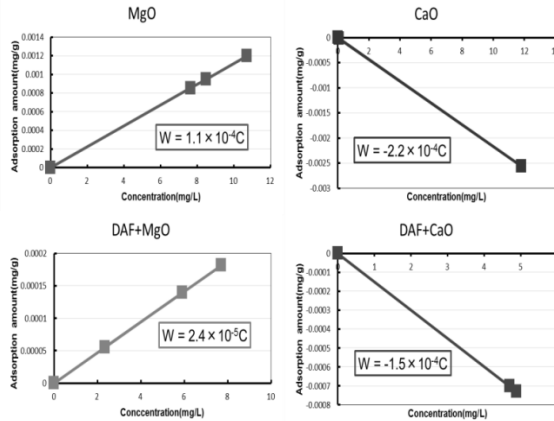 MgO
Adsorption amount(mg/g)
0.0014
0.0012
0.001
0.0008
0.0006
0.0004
0.0002
0
0 2 4 6 8 10 12
W = 1.1 × 10⁻⁴C
Concentration(mg/L)
CaO
Adsorption amount(mg/g)
0
-0.0005
-0.001
-0.0015
-0.002
-0.0025
-0.003
0 2 4 6 8 10 12
W = -2.2 × 10⁻⁴C
Concentration(mg/L)
DAF+MgO
Adsorption amount(mg/g)
0.0002
0.00015
0.0001
0.00005
0
0 2 4 6 8 10
W = 2.4 × 10⁻⁵C
Conccentration(mg/L)
DAF+CaO
Adsorption amount(mg/g)
0
-0.0001
-0.0002
-0.0003
-0.0004
-0.0005
-0.0006
-0.0007
-0.0008
0 1 2 3 4 5
W = -1.5 × 10⁻⁴C
Concentration(mg/L)